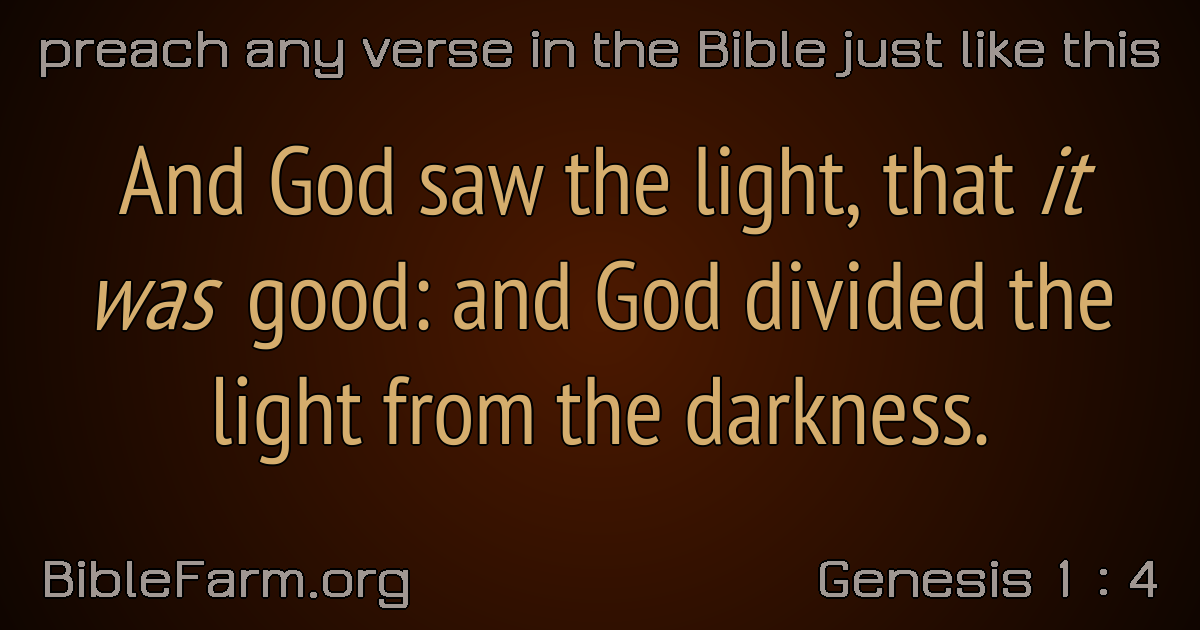 preach any verse in the Bible just like this
And God saw the light, that it
was good: and God divided the
light from the darkness.
BibleFarm.org
Genesis 1 : 4